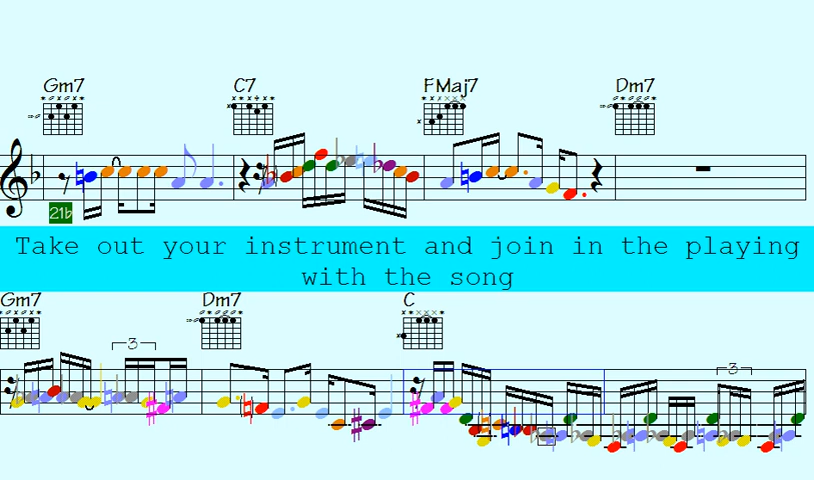 Gm7 C7 FMaj7 Dm7
21b
Take out your instrument and join in the playing
with the song
Gm7 Dm7 C
3 3